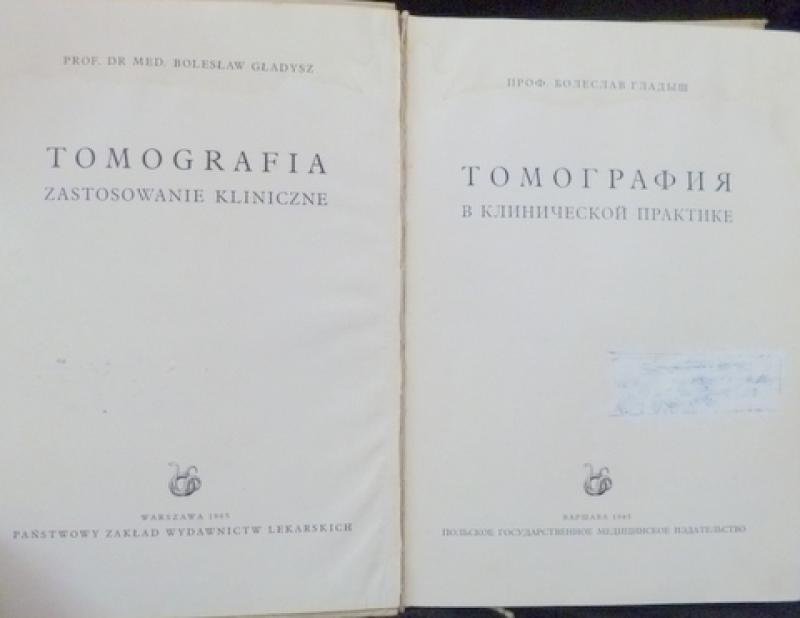 PROF. DR MED. BOLESŁAW GŁADYSZ
TOMOGRAFIA
ZASTOSOWANIE KLINICZNE
WARSZAWA 1965
PAŃSTWOWY ZAKŁAD WYDAWNICTW LEKARSKICH
ПРОФ. БОЛЕСЛАВ ГЛАДЫШ
ТОМОГРАФИЯ
В КЛИНИЧЕСКОЙ ПРАКТИКЕ
ВАРШАВА 1965
ПОЛЬСКОЕ ГОСУДАРСТВЕННОЕ МЕДИЦИНСКОЕ ИЗДАТЕЛЬСТВО